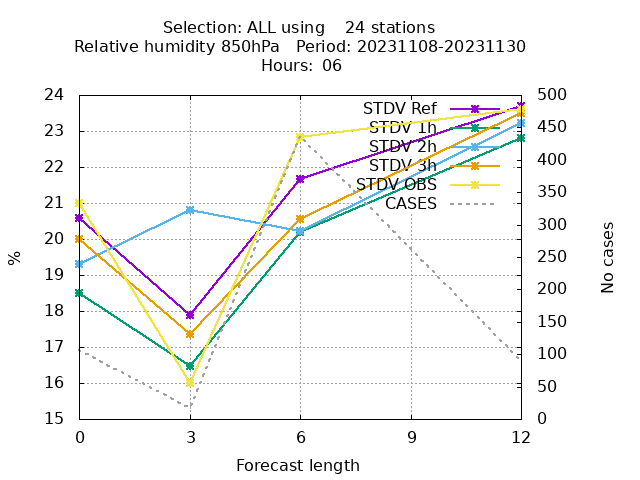 Selection: ALL using    24 stations
Relative humidity 850hPa   Period: 20231108-20231130
Hours: 06
24
23
22
21
20
19
18
17
16
15
%
STDV Ref
STDV 1h
STDV 2h
STDV 3h
STDV OBS
CASES
500
450
400
350
300
250
200
150
100
50
0
No cases
0 3 6 9 12
Forecast length